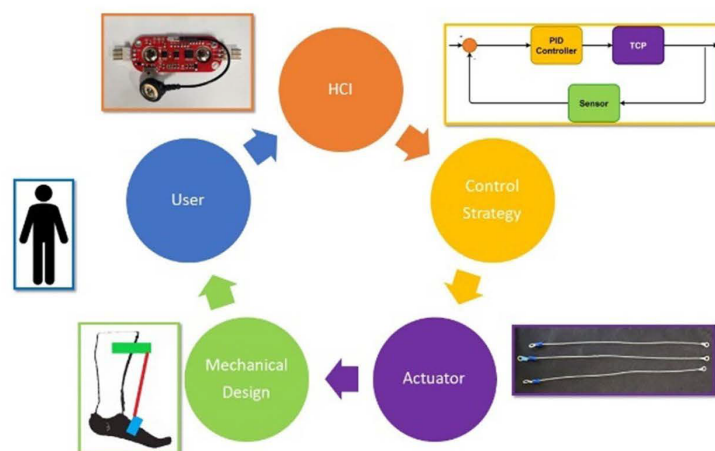 HCI
PID
Controller
TCP
Sensor
User
Control
Strategy
Mechanical
Design
Actuator